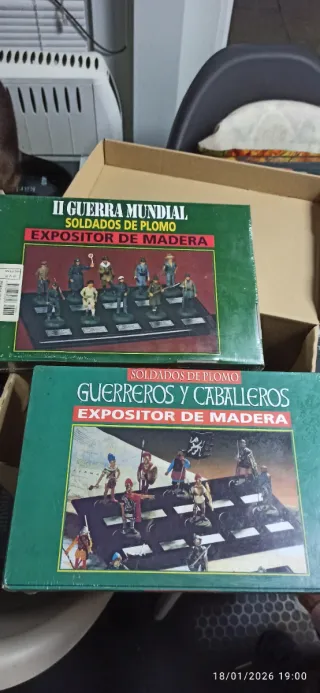 II GUERRA MUNDIAL
SOLDADOS DE PLOMO
EXPOSITOR DE MADERA
SOLDADOS DE PLOMO
GUERREROS Y CABALLEROS
EXPOSITOR DE MADERA
18/01/2026 19:00